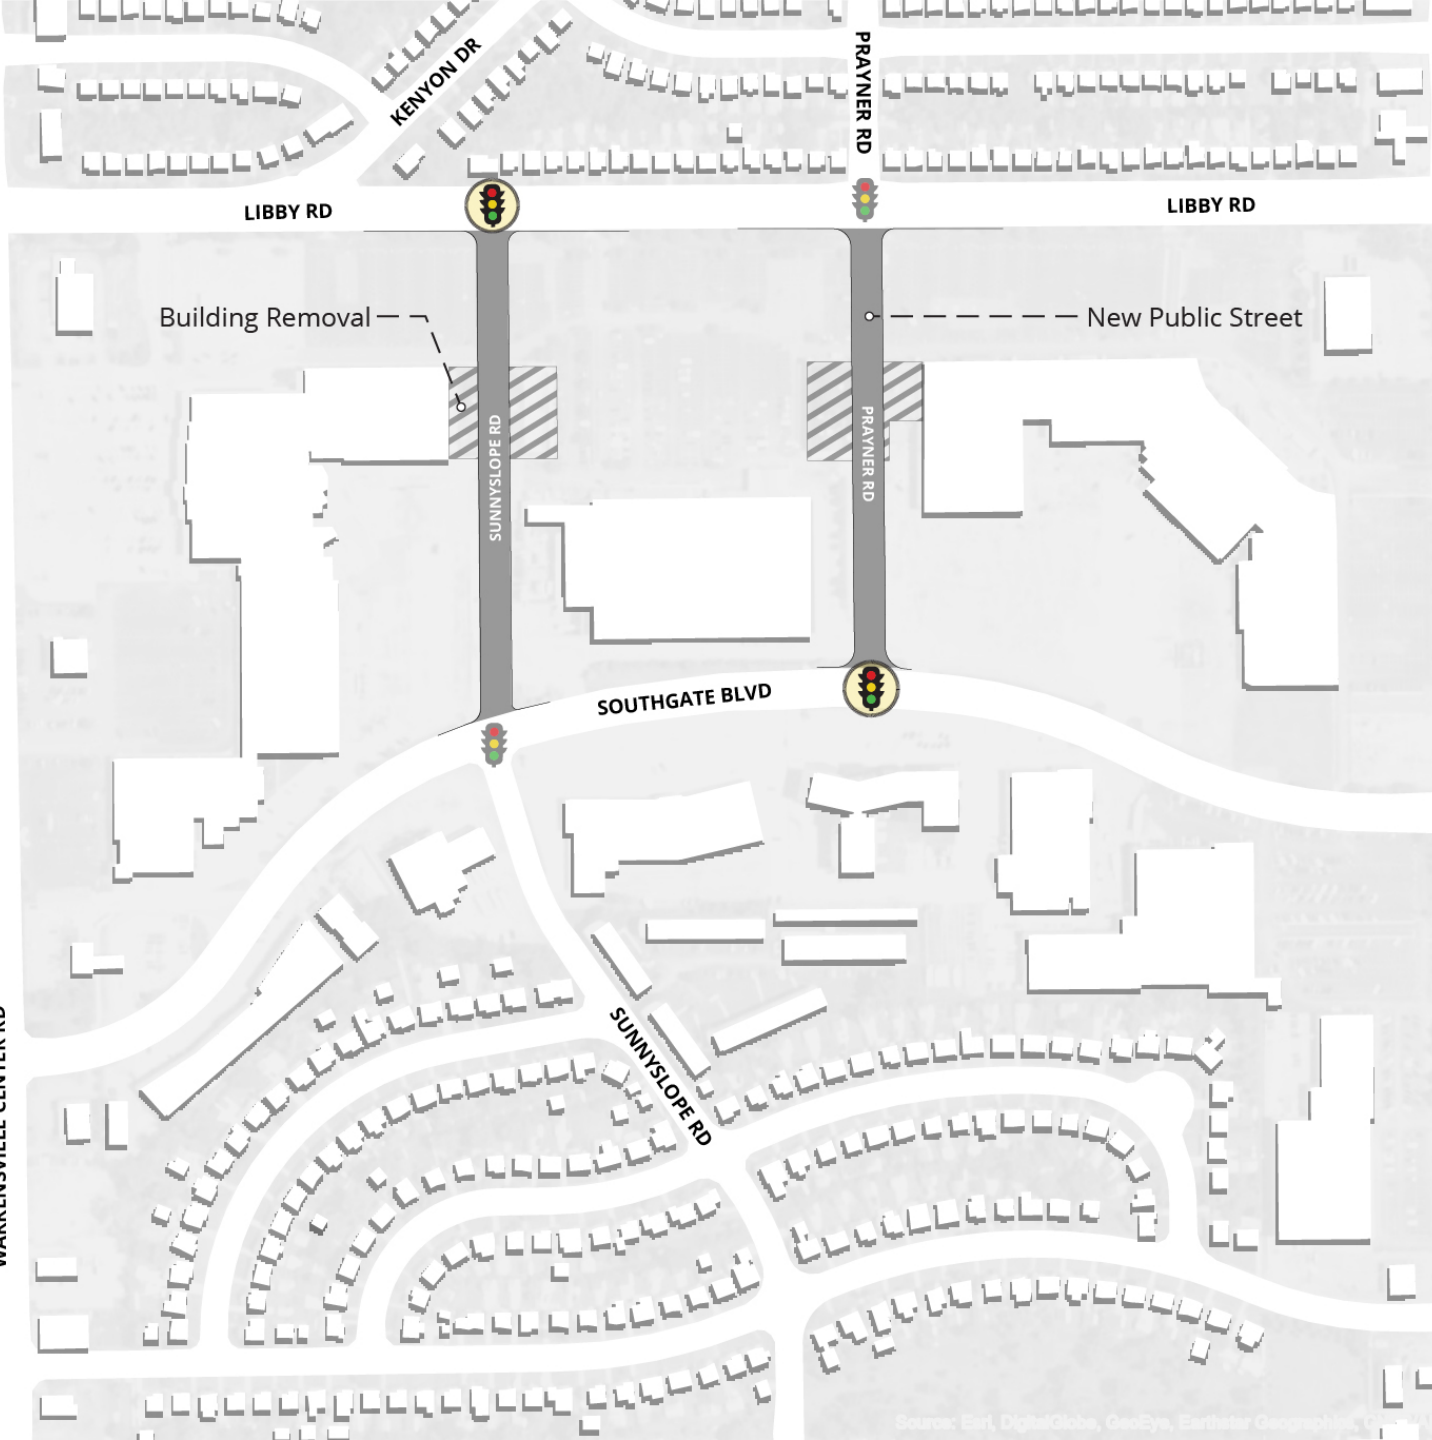 KENYON DR
PRAYNER RD
LIBBY RD
LIBBY RD
Building Removal
New Public Street
SUNNYSLOPE RD
PRAYNER RD
SOUTHGATE BLVD
SUNNYSLOPE RD
WARRENSVILLE CENTER RD
Source: Esri, DigitalGlobe, GeoEye, Earthstar Geographics,